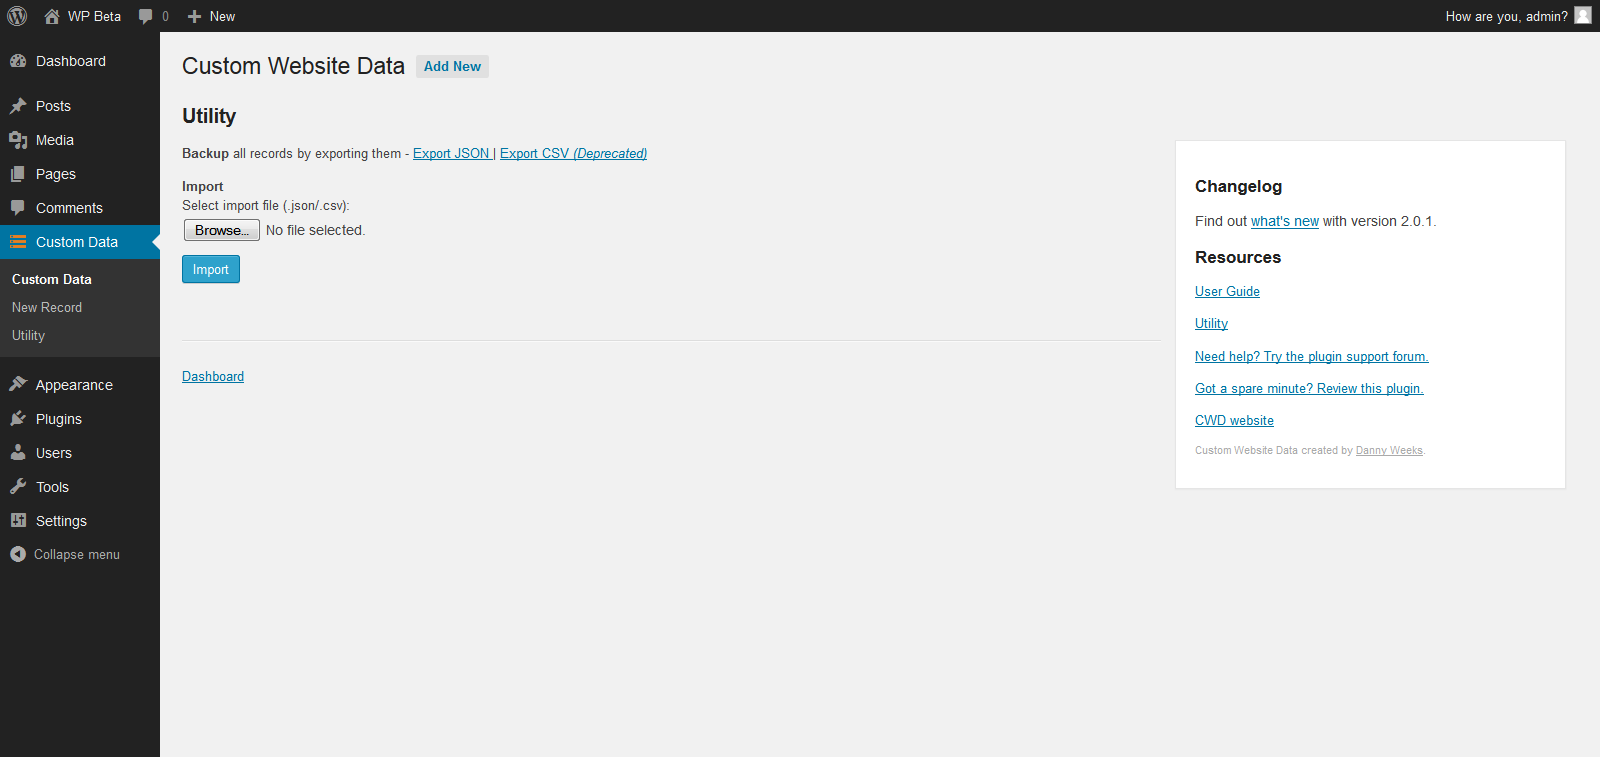 WP Beta 0 New How are you, admin?
Dashboard
Posts
Media
Pages
Comments
Custom Data
Custom Data
New Record
Utility
Appearance
Plugins
Users
Tools
Settings
Collapse menu
Custom Website Data Add New
Utility
Backup all records by exporting them - Export JSON | Export CSV (Deprecated)
Import
Select import file (.json/.csv):
Browse... No file selected.
Import
Dashboard
Changelog
Find out what's new with version 2.0.1.
Resources
User Guide
Utility
Need help? Try the plugin support forum.
Got a spare minute? Review this plugin.
CWD website
Custom Website Data created by Danny Weeks.